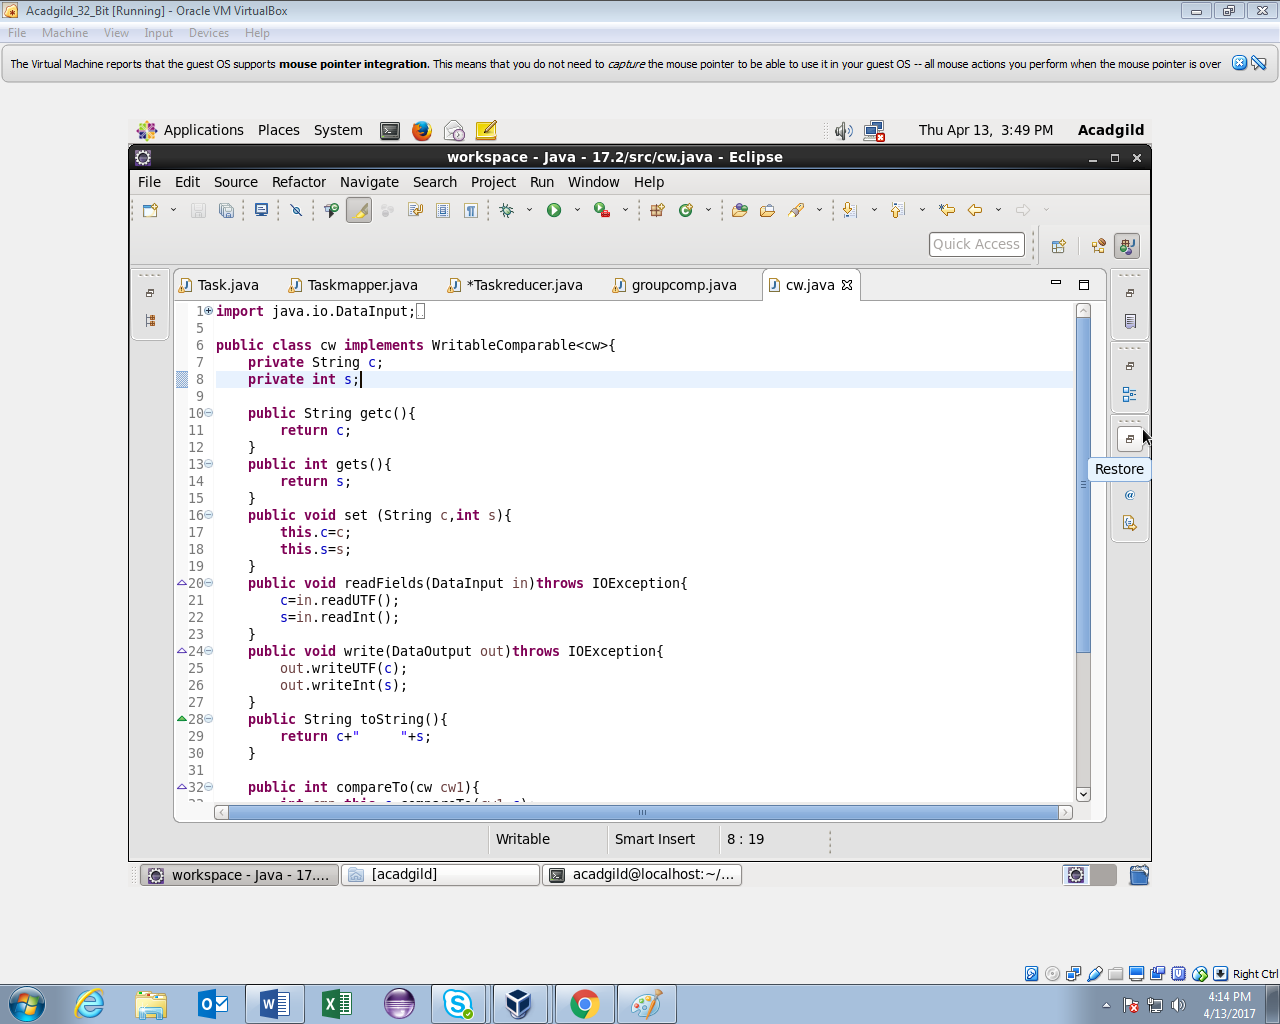 Acadgild_32_Bit [Running] - Oracle VM VirtualBox
File Machine View Input Devices Help
The Virtual Machine reports that the guest OS supports mouse pointer integration. This means that you do not need to capture the mouse pointer to be able to use it in your guest OS -- all mouse actions you perform when the mouse pointer is over
Applications Places System Thu Apr 13, 3:49 PM Acadgild
workspace - Java - 17.2/src/cw.java - Eclipse
File Edit Source Refactor Navigate Search Project Run Window Help
Quick Access
Task.java Taskmapper.java *Taskreducer.java groupcomp.java cw.java
1 import java.io.DataInput;
5
6 public class cw implements WritableComparable<cw>{
7 private String c;
8 private int s;
9
10 public String getc(){
11 return c;
12 }
13 public int gets(){
14 return s;
15 }
16 public void set (String c,int s){
17 this.c=c;
18 this.s=s;
19 }
20 public void readFields(DataInput in)throws IOException{
21 c=in.readUTF();
22 s=in.readInt();
23 }
24 public void write(DataOutput out)throws IOException{
25 out.writeUTF(c);
26 out.writeInt(s);
27 }
28 public String toString(){
29 return c+"     "+s;
30 }
31
32 public int compareTo(cw cw1){
Restore
Writable Smart Insert 8 : 19
workspace - Java - 17.... [acadgild] acadgild@localhost:~/...
Right Ctrl
4:14 PM
4/13/2017